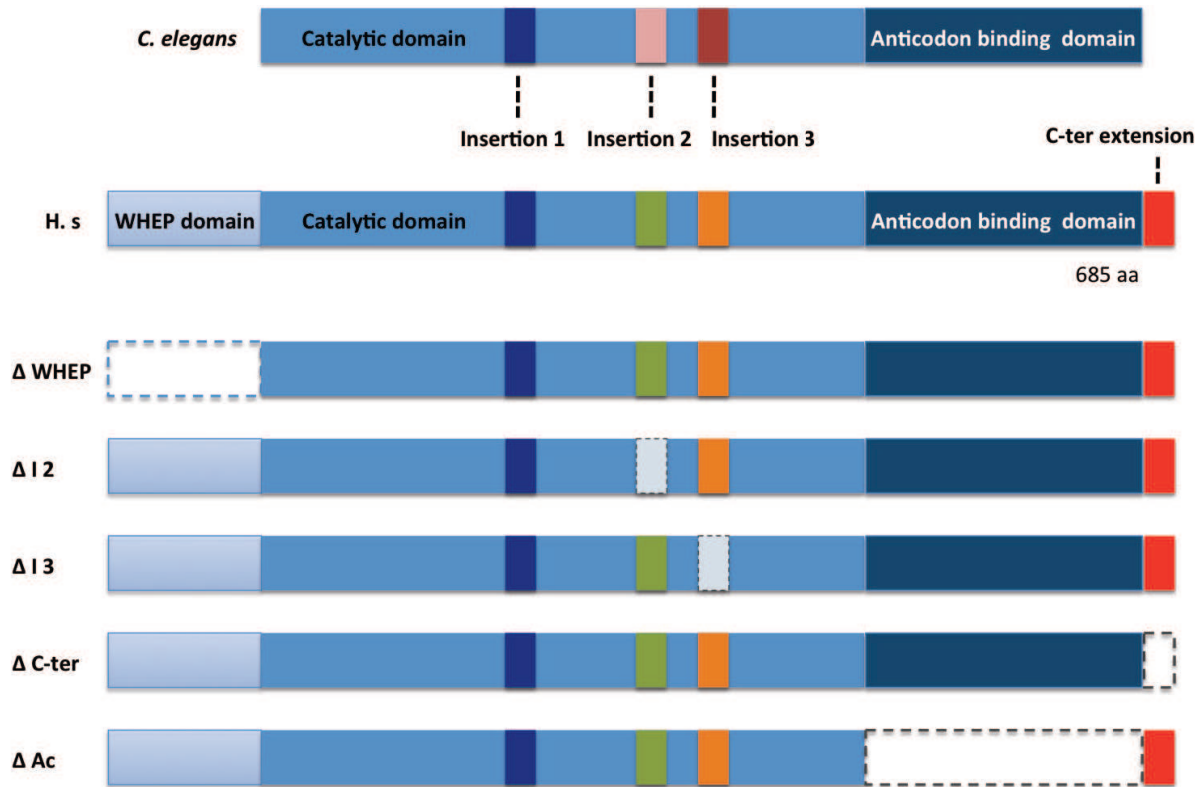 C. elegans
Catalytic domain
Anticodon binding domain
Insertion 1
Insertion 2
Insertion 3
C-ter extension
H. s
WHEP domain
Catalytic domain
Anticodon binding domain
685 aa
Δ WHEP
Δ I 2
Δ I 3
Δ C-ter
Δ Ac